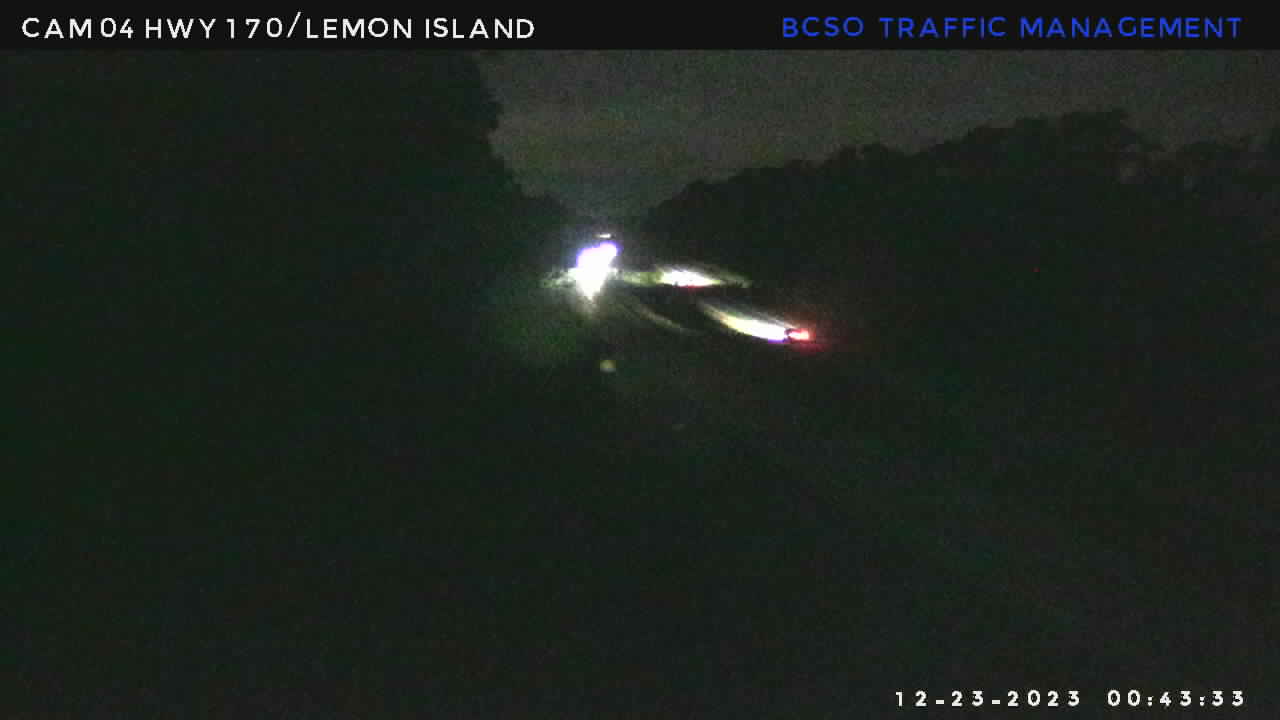 CAM04 HWY 170/LEMON ISLAND
BCSO TRAFFIC MANAGEMENT
12-23-2023 00:43:33